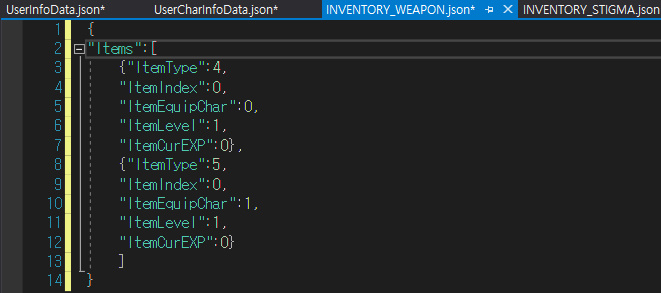 UserInfoData.json* UserCharInfoData.json* INVENTORY_WEAPON.json* INVENTORY_STIGMA.json*
1 {
2 "Items":[
3 {"ItemType":4,
4 "ItemIndex":0,
5 "ItemEquipChar":0,
6 "ItemLevel":1,
7 "ItemCurEXP":0},
8 {"ItemType":5,
9 "ItemIndex":0,
10 "ItemEquipChar":1,
11 "ItemLevel":1,
12 "ItemCurEXP":0}
13 ]
14 }